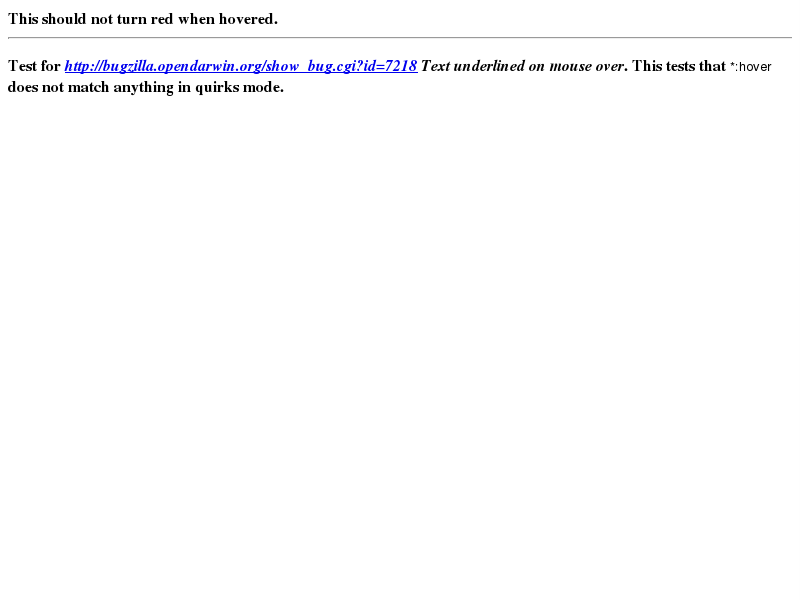 This should not turn red when hovered.
Test for http://bugzilla.opendarwin.org/show_bug.cgi?id=7218 Text underlined on mouse over. This tests that *:hover
does not match anything in quirks mode.